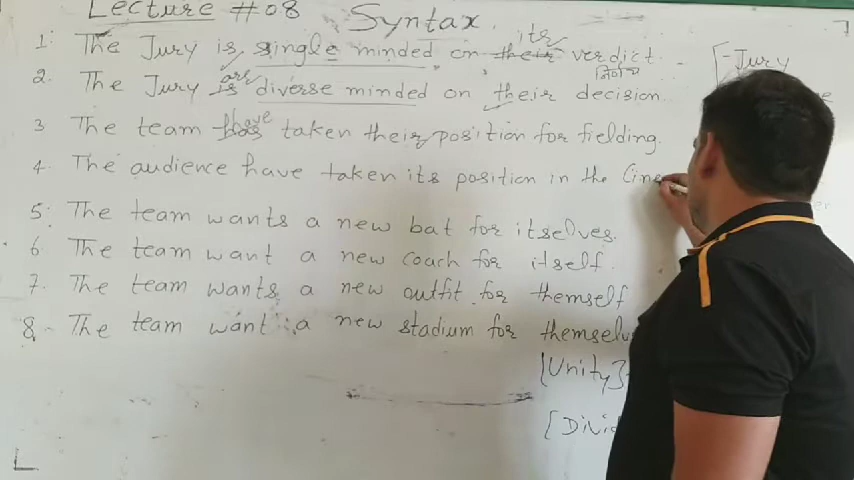 Lecture #08 Syntax
its
1: The Jury is single minded on their verdict. - Jury
are निर्णय
2. The Jury is diverse minded on their decision.
have
3 The team has taken their position for fielding.
4. The audience have taken its position in the Cine
5: The team wants a new bat for itselves.
6 The team want a new coach for itself.
7. The team wants a new outfit for themself
8 - The team want a new stadium for themselv
[Unity]
[Divid